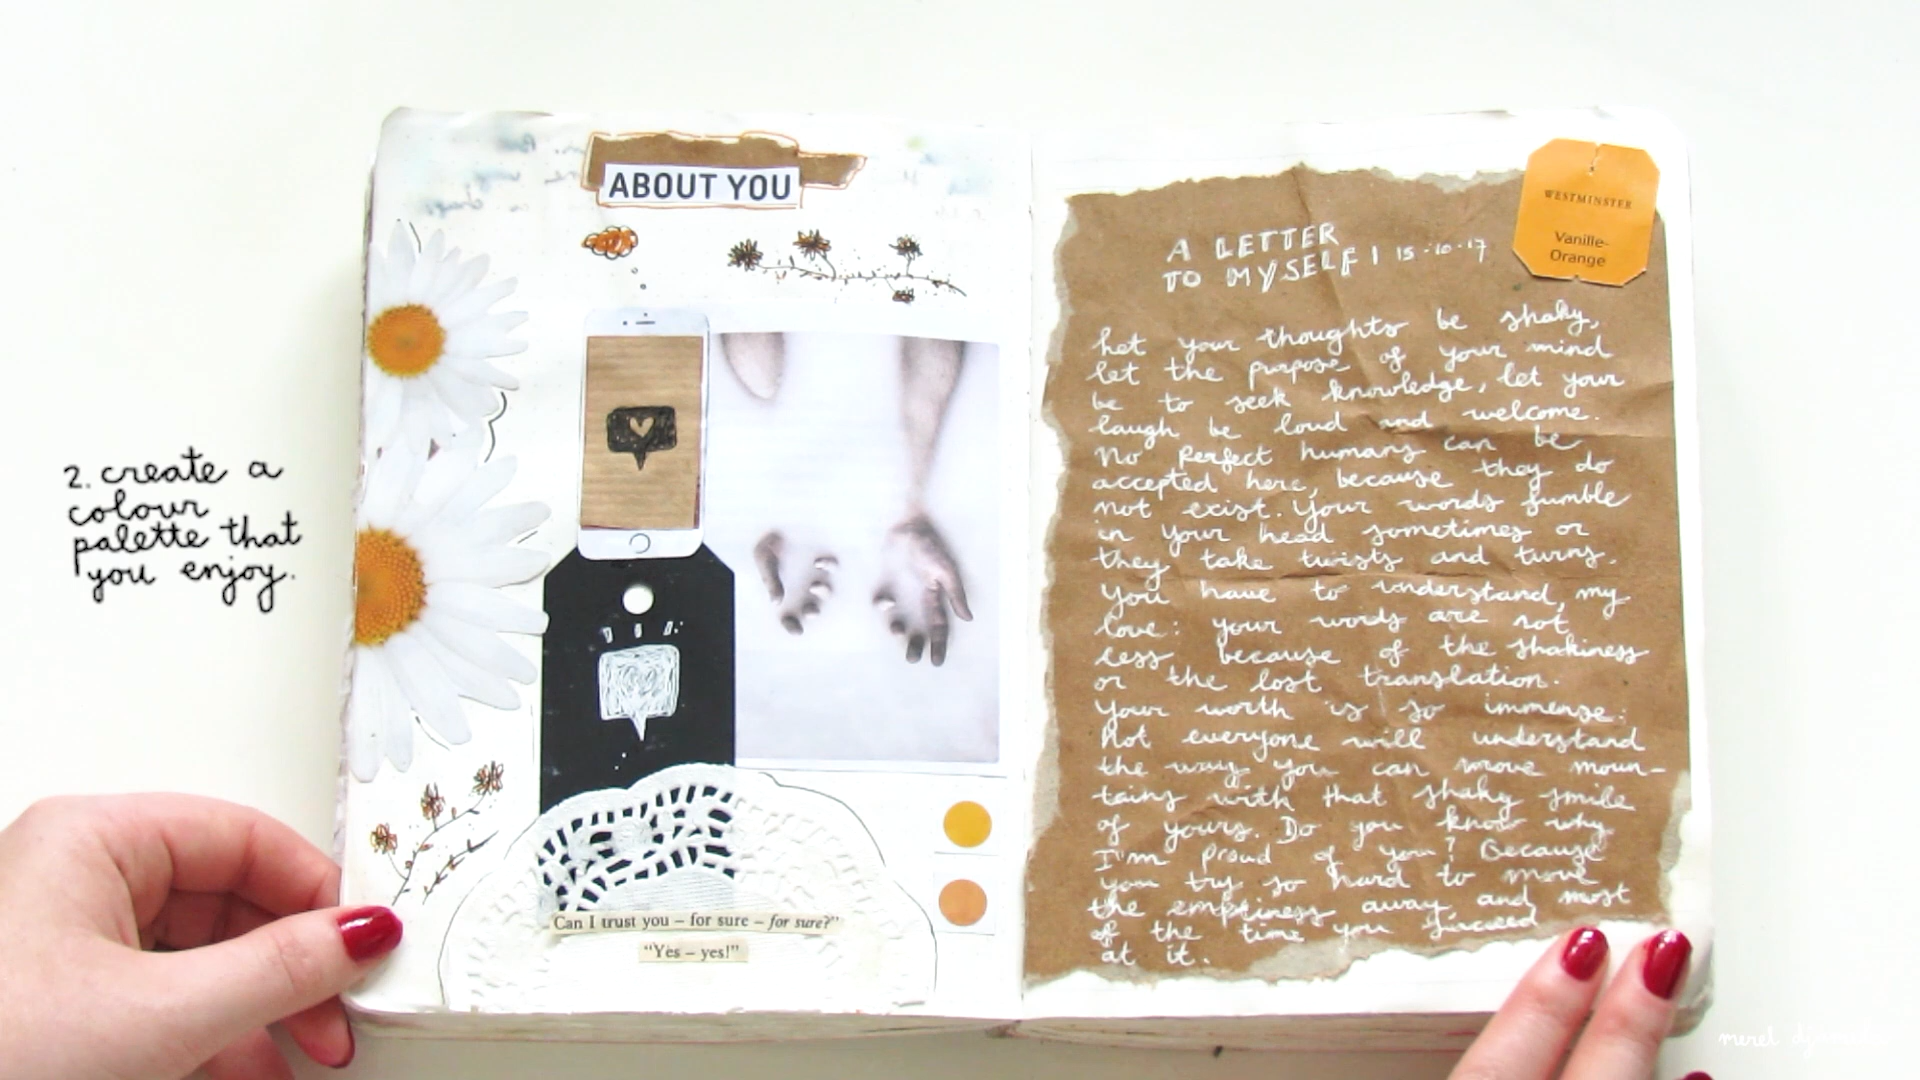 2. create a
colour
palette that
you enjoy.
ABOUT YOU
Can I trust you – for sure – for sure?”
“Yes – yes!”
WESTMINSTER
Vanille-
Orange
A LETTER
TO MYSELF | 15-10-17
Let your thoughts be shaky,
let the purpose of your mind
be to seek knowledge, let your
laugh be loud and welcome.
No perfect humans can be
accepted here, because they do
not exist. Your words fumble
in your head sometimes or
they take twists and turns.
You have to understand, my
love: your words are not
less because of the shakiness
or the lost translation.
Your worth is so immense:
Not everyone will understand
the way you can move moun-
tains with that shaky smile
of yours. Do you know why
I'm proud of you? Because
you try so hard to move
the emptiness away and most
of the time you succeed
at it.
merel